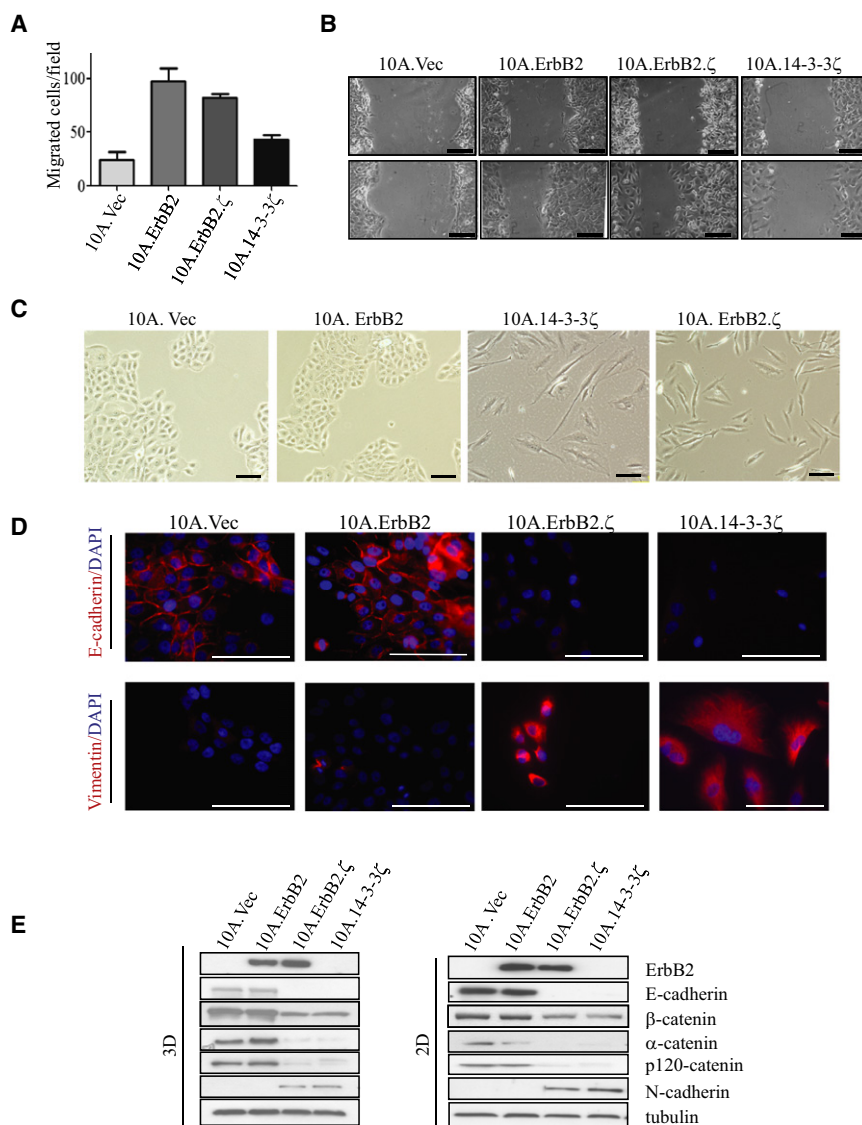 A
Migrated cells/field
100
50
0
10A.Vec
10A.ErbB2
10A.ErbB2.ζ
10A.14-3-3ζ
B
10A.Vec 10A.ErbB2 10A.ErbB2.ζ 10A.14-3-3ζ
C
10A. Vec 10A. ErbB2 10A.14-3-3ζ 10A. ErbB2.ζ
D
10A.Vec 10A.ErbB2 10A.ErbB2.ζ 10A.14-3-3ζ
E-cadherin/DAPI
Vimentin/DAPI
E
10A.Vec 10A.ErbB2 10A.ErbB2.ζ 10A.14-3-3ζ
10A.Vec 10A.ErbB2 10A.ErbB2.ζ 10A.14-3-3ζ
3D
2D
ErbB2
E-cadherin
β-catenin
α-catenin
p120-catenin
N-cadherin
tubulin